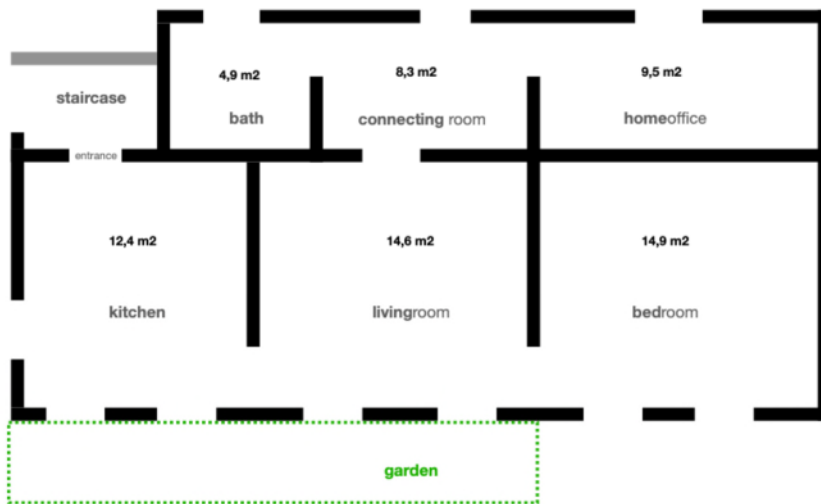 4,9 m2
8,3 m2
9,5 m2
staircase
bath
connecting room
homeoffice
entrance
12,4 m2
14,6 m2
14,9 m2
kitchen
livingroom
bedroom
garden